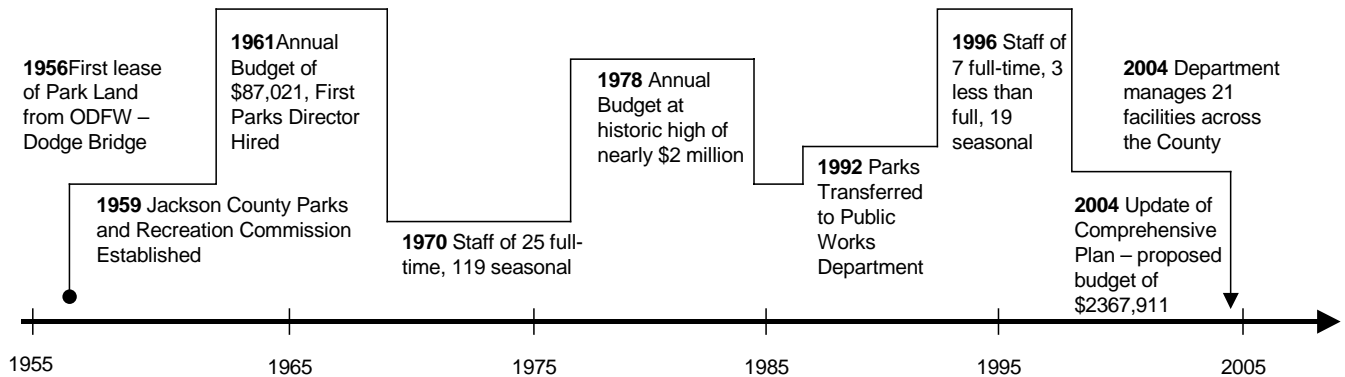 1956First lease
of Park Land
from ODFW –
Dodge Bridge
1959 Jackson County Parks
and Recreation Commission
Established
1961Annual
Budget of
$87,021, First
Parks Director
Hired
1970 Staff of 25 full-
time, 119 seasonal
1978 Annual
Budget at
historic high of
nearly $2 million
1992 Parks
Transferred
to Public
Works
Department
1996 Staff of
7 full-time, 3
less than
full, 19
seasonal
2004 Department
manages 21
facilities across
the County
2004 Update of
Comprehensive
Plan – proposed
budget of
$2367,911
1955
1965
1975
1985
1995
2005